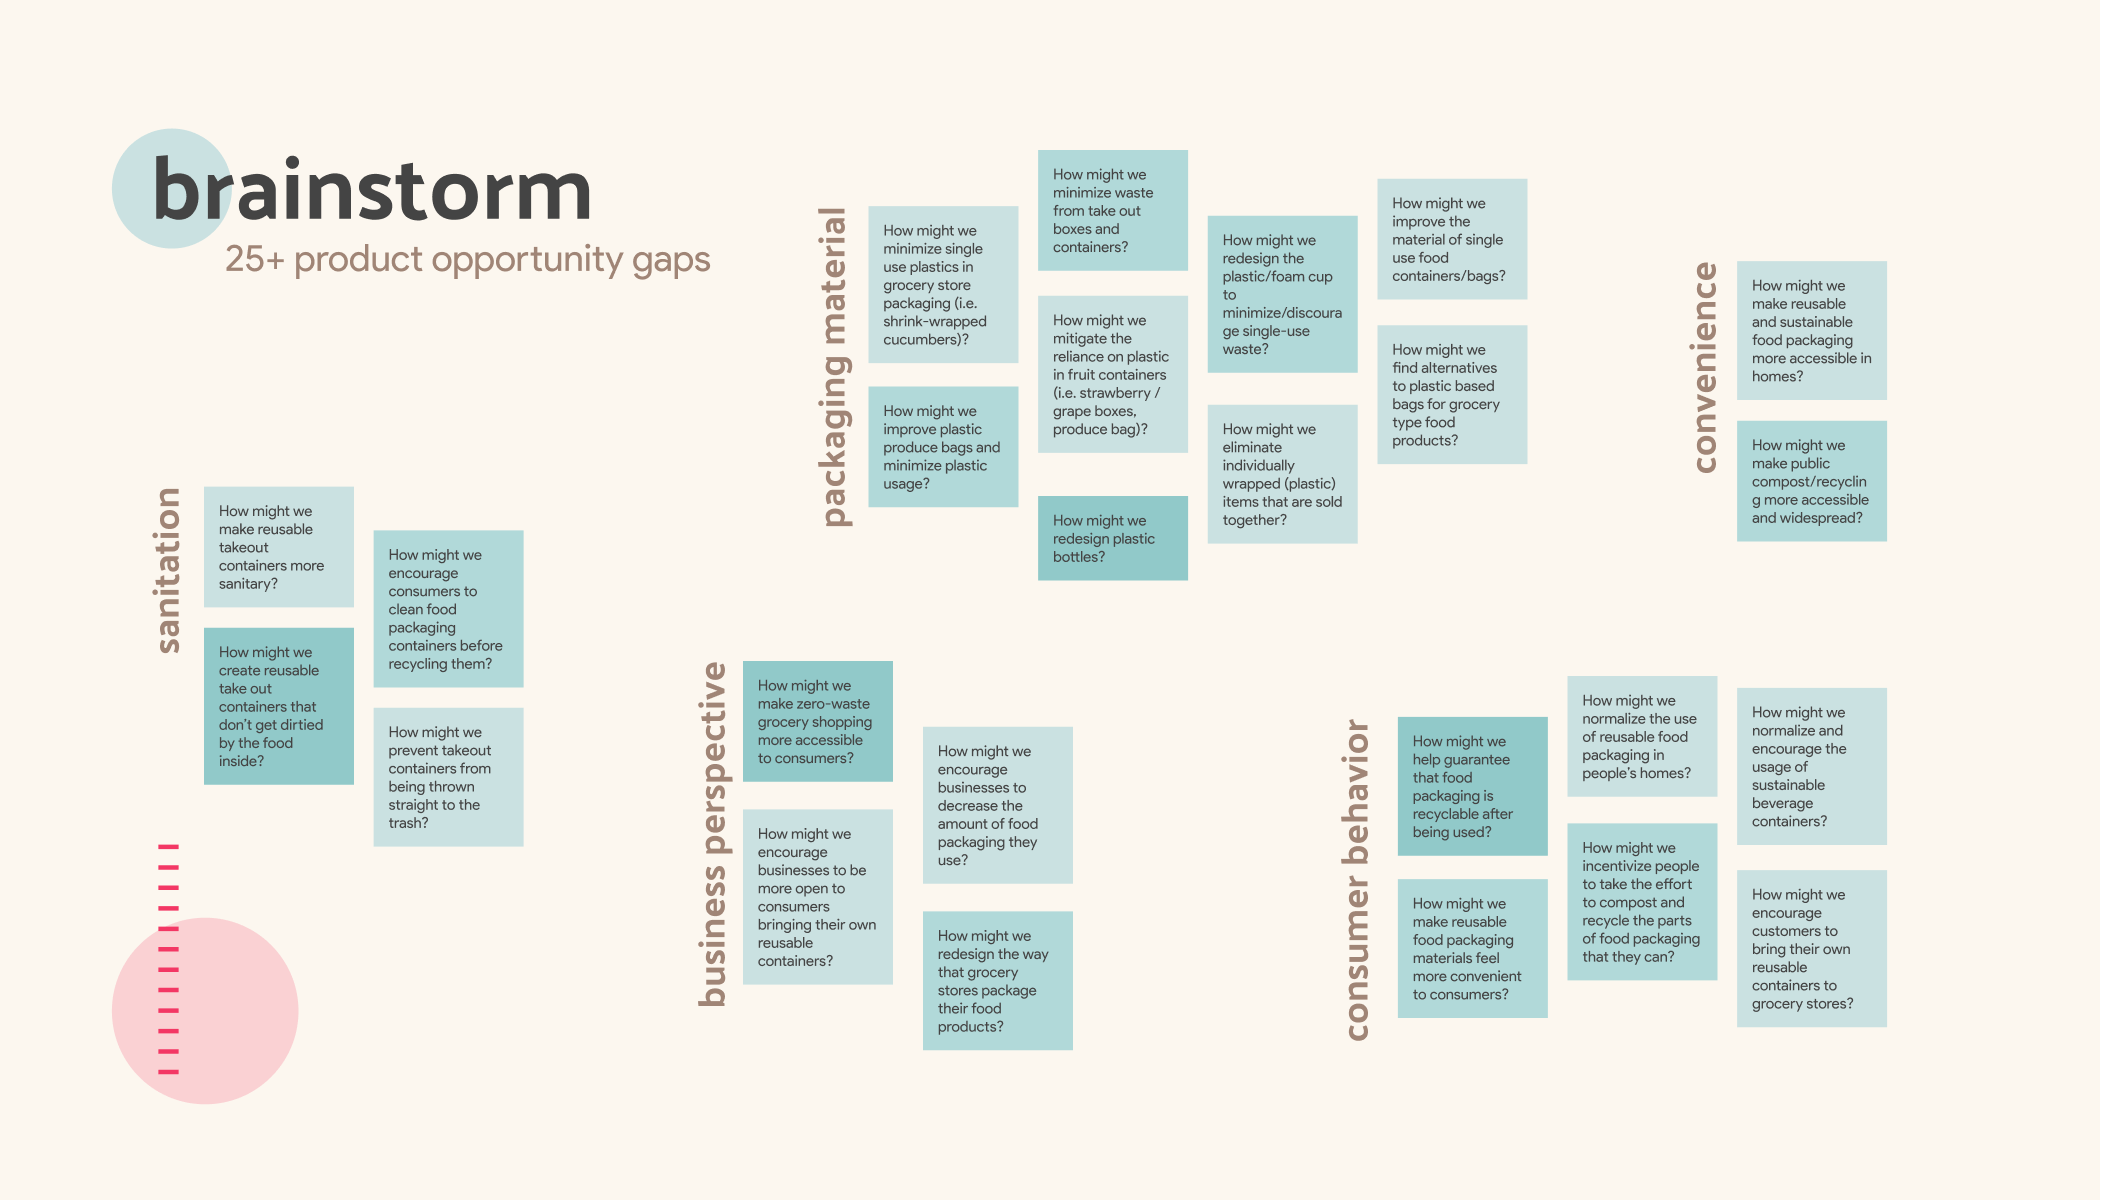 brainstorm
25+ product opportunity gaps
sanitation
How might we
make reusable
takeout
containers more
sanitary?
How might we
create reusable
take out
containers that
don’t get dirtied
by the food
inside?
How might we
encourage
consumers to
clean food
packaging
containers before
recycling them?
How might we
prevent takeout
containers from
being thrown
straight to the
trash?
packaging material
How might we
minimize single
use plastics in
grocery store
packaging (i.e.
shrink-wrapped
cucumbers)?
How might we
improve plastic
produce bags and
minimize plastic
usage?
How might we
minimize waste
from take out
boxes and
containers?
How might we
mitigate the
reliance on plastic
in fruit containers
(i.e. strawberry /
grape boxes,
produce bag)?
How might we
redesign plastic
bottles?
How might we
redesign the
plastic/foam cup
to
minimize/discoura
ge single-use
waste?
How might we
eliminate
individually
wrapped (plastic)
items that are sold
together?
How might we
improve the
material of single
use food
containers/bags?
How might we
find alternatives
to plastic based
bags for grocery
type food
products?
convenience
How might we
make reusable
and sustainable
food packaging
more accessible in
homes?
How might we
make public
compost/recyclin
g more accessible
and widespread?
business perspective
How might we
make zero-waste
grocery shopping
more accessible
to consumers?
How might we
encourage
businesses to be
more open to
consumers
bringing their own
reusable
containers?
How might we
encourage
businesses to
decrease the
amount of food
packaging they
use?
How might we
redesign the way
that grocery
stores package
their food
products?
consumer behavior
How might we
help guarantee
that food
packaging is
recyclable after
being used?
How might we
make reusable
food packaging
materials feel
more convenient
to consumers?
How might we
normalize the use
of reusable food
packaging in
people’s homes?
How might we
incentivize people
to take the effort
to compost and
recycle the parts
of food packaging
that they can?
How might we
normalize and
encourage the
usage of
sustainable
beverage
containers?
How might we
encourage
customers to
bring their own
reusable
containers to
grocery stores?